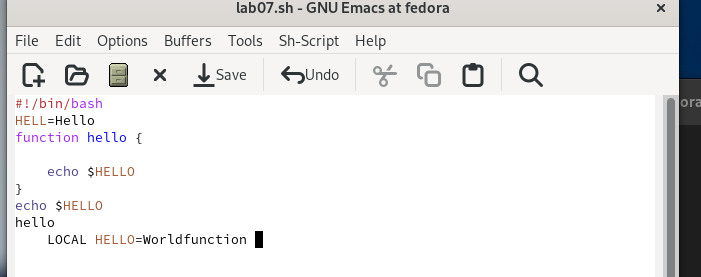 lab07.sh - GNU Emacs at fedora
File Edit Options Buffers Tools Sh-Script Help
Save Undo
#!/bin/bash
HELL=Hello
function hello {
echo $HELLO
}
echo $HELLO
hello
LOCAL HELLO=Worldfunction
ora